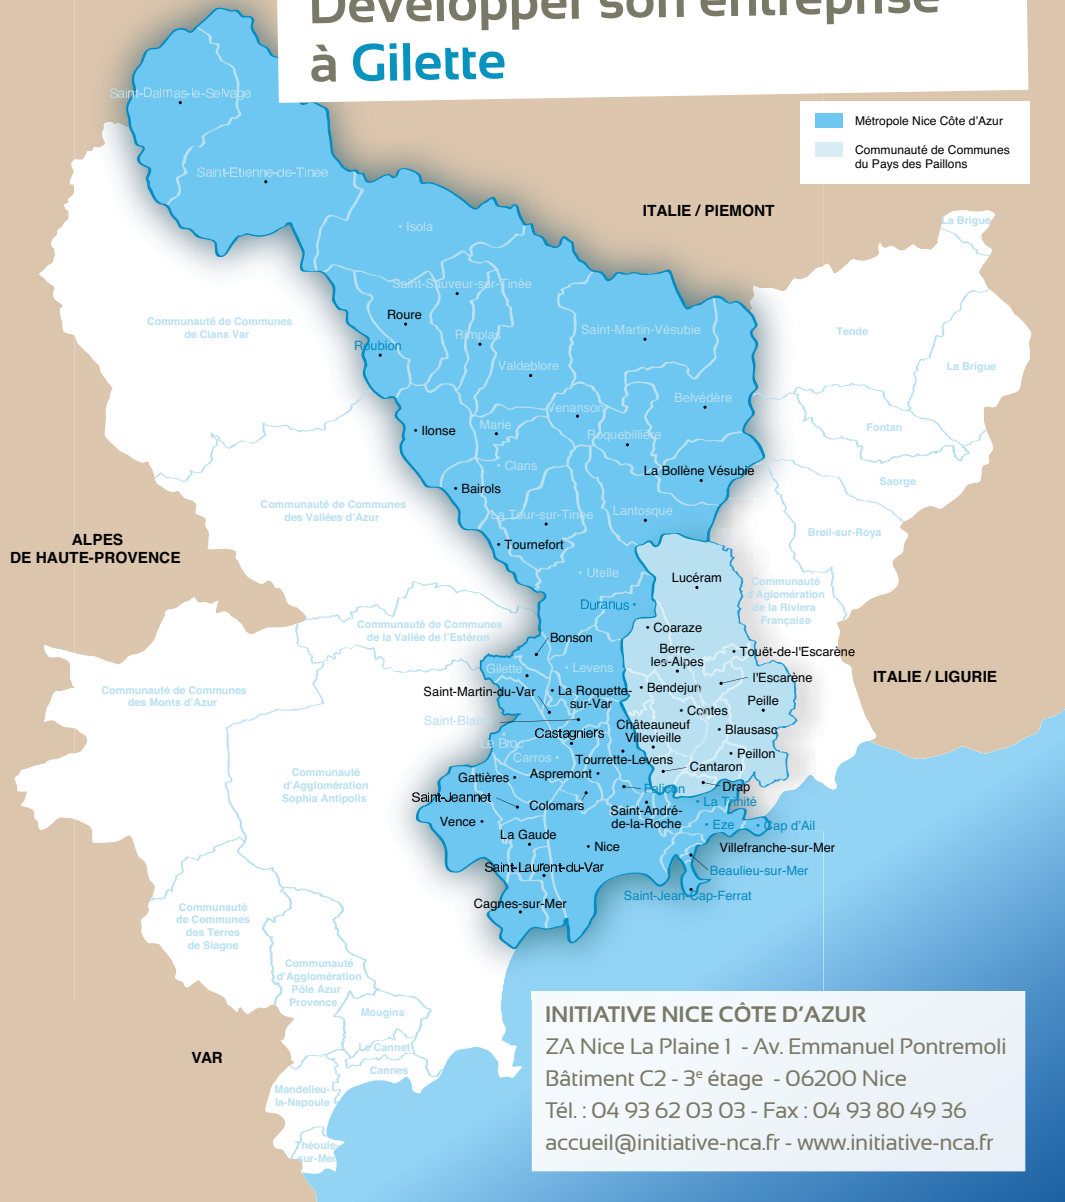 Développer son entreprise
à Gilette
Métropole Nice Côte d'Azur
Communauté de Communes
du Pays des Paillons
ITALIE / PIEMONT
Saint-Dalmas-le-Selvage
Saint-Etienne-de-Tinée
Isola
La Brigue
Saint-Sauveur-sur-Tinée
Roure
Communauté de Communes
de Cians Var
Rimplas
Saint-Martin-Vésubie
Tende
Roubion
Valdeblore
La Brigue
Belvédère
Venanson
Marie
Ilonse
Roquebillière
Fontan
Clans
La Bollène Vésubie
Saorge
Bairols
Communauté de Communes
des Vallées d'Azur
La Tour-sur-Tinée
Lantosque
Breil-sur-Roya
ALPES
DE HAUTE-PROVENCE
Tournefort
Utelle
Lucéram
Communauté
d'Aglomération
de la Riviera
Française
Duranus
Communauté de Communes
de la Vallée de l'Estéron
Coaraze
Bonson
Berre-
les-Alpes
Touët-de-l'Escarène
Gilette
Levens
l'Escarène
ITALIE / LIGURIE
Communauté de Communes
des Monts d'Azur
Saint-Martin-du-Var
La Roquette-
sur-Var
Bendejun
Peille
Contes
Saint-Blaise
Châteauneuf
Villevieille
Blausasc
Castagniers
Le Broc
Carros
Tourrette-Levens
Peillon
Cantaron
Communauté
d'Agglomération
Sophia Antipolis
Gattières
Aspremont
Falicon
Drap
Saint-Jeannet
Colomars
Saint-André-
de-la-Roche
La Trinité
Vence
Eze
Cap d'Ail
La Gaude
Nice
Villefranche-sur-Mer
Saint-Laurent-du-Var
Beaulieu-sur-Mer
Saint-Jean-Cap-Ferrat
Cagnes-sur-Mer
Communauté
de Communes
des Terres
de Siagne
Communauté
d'Agglomération
Pôle Azur
Provence
Mougins
VAR
Le Cannet
Cannes
Mandelieu-
la-Napoule
Théoule-
sur-Mer
INITIATIVE NICE CÔTE D'AZUR
ZA Nice La Plaine 1 - Av. Emmanuel Pontremoli
Bâtiment C2 - 3e étage - 06200 Nice
Tél. : 04 93 62 03 03 - Fax : 04 93 80 49 36
accueil@initiative-nca.fr - www.initiative-nca.fr